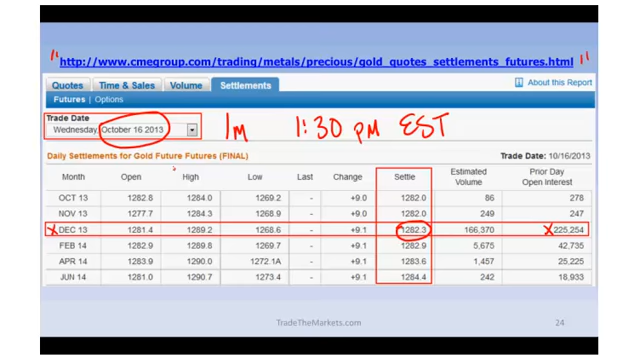 "http://www.cmegroup.com/trading/metals/precious/gold_quotes_settlements_futures.html"
Quotes Time & Sales Volume Settlements About this Report
Futures | Options
Trade Date
Wednesday, October 16 2013 1m 1:30 pm EST
Daily Settlements for Gold Future Futures (FINAL) Trade Date: 10/16/2013
Month Open High Low Last Change Settle Estimated Volume Prior Day Open Interest
OCT 13 1282.8 1284.0 1269.2 - +9.0 1282.0 86 278
NOV 13 1277.7 1284.3 1268.9 - +9.0 1282.0 249 247
X DEC 13 1281.4 1289.2 1268.6 - +9.1 1282.3 166,370 X 225,254
FEB 14 1282.9 1289.8 1269.7 - +9.1 1282.9 5,675 42,735
APR 14 1283.9 1290.0 1272.1A - +9.1 1283.6 1,457 25,225
JUN 14 1281.0 1290.7 1273.4 - +9.1 1284.4 242 18,933
TradeTheMarkets.com 24